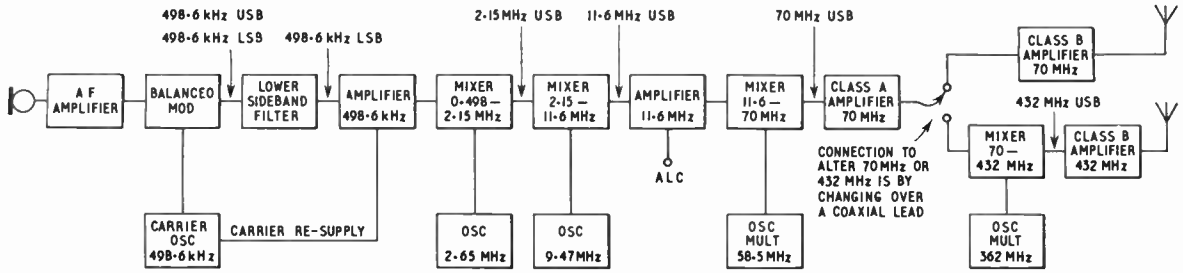 498·6 kHz USB
498·6 kHz LSB
498·6 kHz LSB
2·15 MHz USB
11·6 MHz USB
70 MHz USB
432 MHz USB
A F
AMPLIFIER
BALANCED
MOD
LOWER
SIDEBAND
FILTER
AMPLIFIER
498·6 kHz
MIXER
0·498 —
2·15 MHz
MIXER
2·15 —
11·6 MHz
AMPLIFIER
11·6 MHz
ALC
MIXER
11·6 —
70 MHz
CLASS A
AMPLIFIER
70 MHz
CLASS B
AMPLIFIER
70 MHz
CONNECTION TO
ALTER 70MHz OR
432 MHz IS BY
CHANGING OVER
A COAXIAL LEAD
MIXER
70 —
432 MHz
CLASS B
AMPLIFIER
432 MHz
CARRIER
OSC
498·6 kHz
CARRIER RE-SUPPLY
OSC
2·65 MHz
OSC
9·47MHz
OSC
MULT
58·5 MHz
OSC
MULT
362 MHz